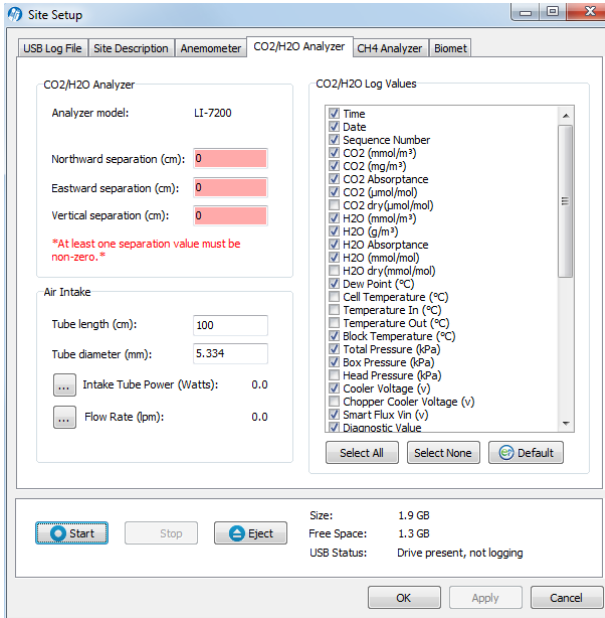 Site Setup
USB Log File Site Description Anemometer CO2/H2O Analyzer CH4 Analyzer Biomet
CO2/H2O Analyzer
Analyzer model: LI-7200
Northward separation (cm): 0
Eastward separation (cm): 0
Vertical separation (cm): 0
*At least one separation value must be
non-zero.*
Air Intake
Tube length (cm): 100
Tube diameter (mm): 5.334
... Intake Tube Power (Watts): 0.0
... Flow Rate (lpm): 0.0
CO2/H2O Log Values
Time
Date
Sequence Number
CO2 (mmol/m³)
CO2 (mg/m³)
CO2 Absorptance
CO2 (µmol/mol)
CO2 dry(µmol/mol)
H2O (mmol/m³)
H2O (g/m³)
H2O Absorptance
H2O (mmol/mol)
H2O dry(mmol/mol)
Dew Point (°C)
Cell Temperature (°C)
Temperature In (°C)
Temperature Out (°C)
Block Temperature (°C)
Total Pressure (kPa)
Box Pressure (kPa)
Head Pressure (kPa)
Cooler Voltage (v)
Chopper Cooler Voltage (v)
Smart Flux Vin (v)
Diagnostic Value
Select All Select None Default
Start Stop Eject
Size: 1.9 GB
Free Space: 1.3 GB
USB Status: Drive present, not logging
OK Apply Cancel